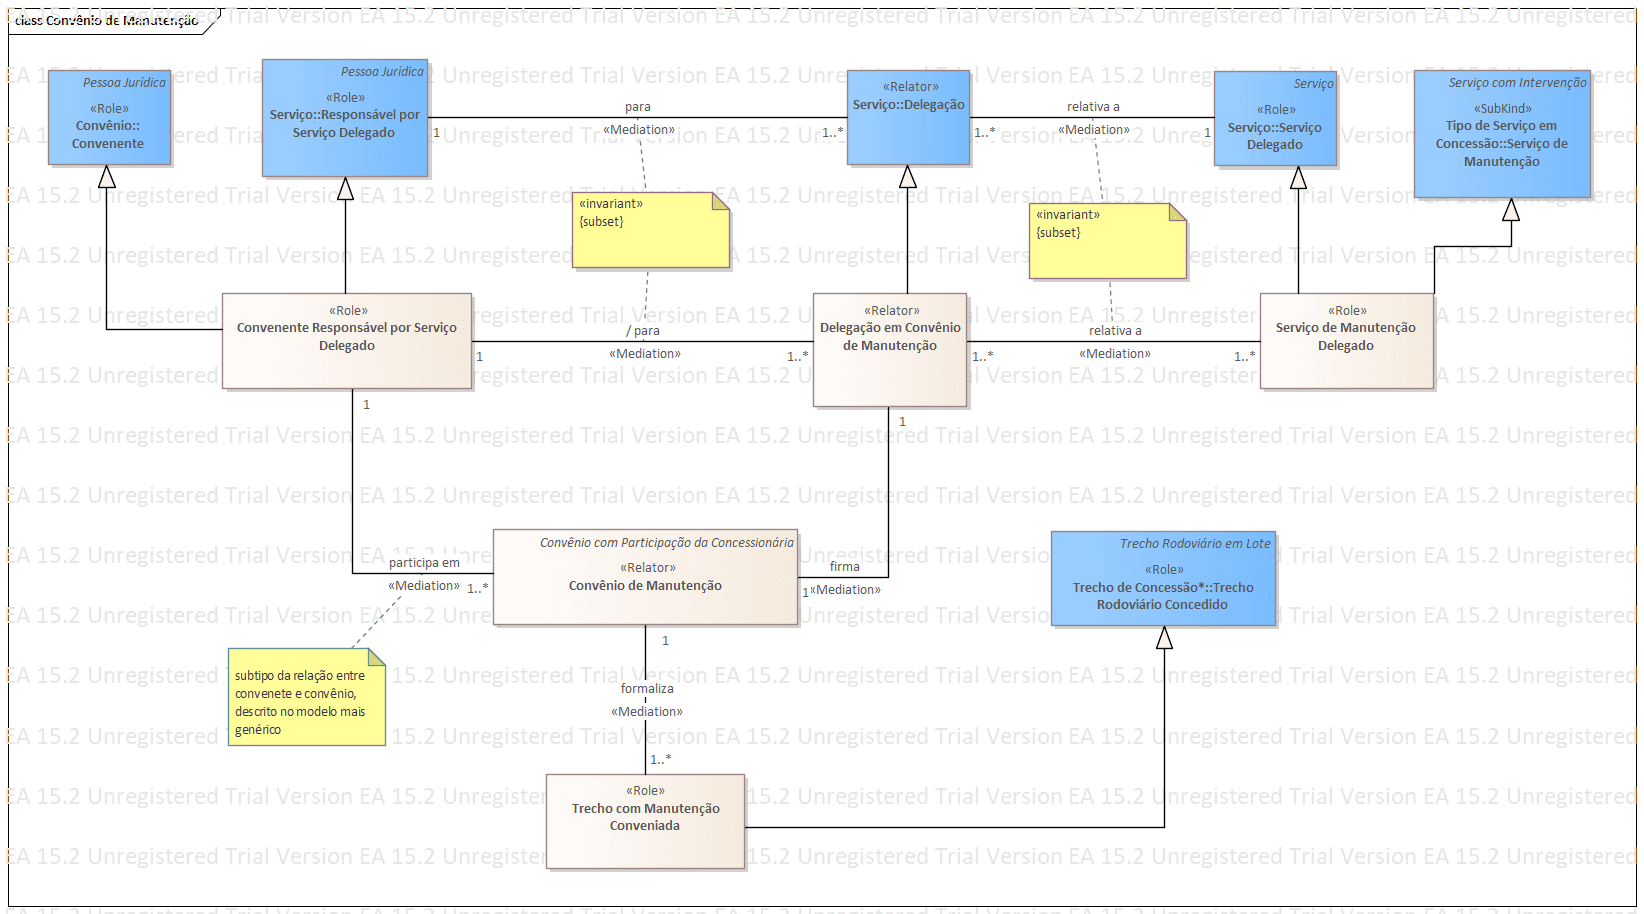 class Convênio de Manutenção
Pessoa Jurídica
«Role»
Convênio::
Convenente
Pessoa Jurídica
«Role»
Serviço::Responsável por
Serviço Delegado
para
«Mediation»
1
1..*
«Relator»
Serviço::Delegação
relativa a
«Mediation»
1..*
1
Serviço
«Role»
Serviço::Serviço
Delegado
Serviço com Intervenção
«SubKind»
Tipo de Serviço em
Concessão::Serviço de
Manutenção
«invariant»
{subset}
«invariant»
{subset}
«Role»
Convenente Responsável por Serviço
Delegado
/ para
«Mediation»
1
1..*
«Relator»
Delegação em Convênio
de Manutenção
relativa a
«Mediation»
1..*
1..*
«Role»
Serviço de Manutenção
Delegado
1
1
participa em
«Mediation»
1..*
Convênio com Participação da Concessionária
«Relator»
Convênio de Manutenção
firma
1
«Mediation»
Trecho Rodoviário em Lote
«Role»
Trecho de Concessão*::Trecho
Rodoviário Concedido
subtipo da relação entre
convenete e convênio,
descrito no modelo mais
genérico
1
formaliza
«Mediation»
1..*
«Role»
Trecho com Manutenção
Conveniada
EA 15.2 Unregistered Trial Version